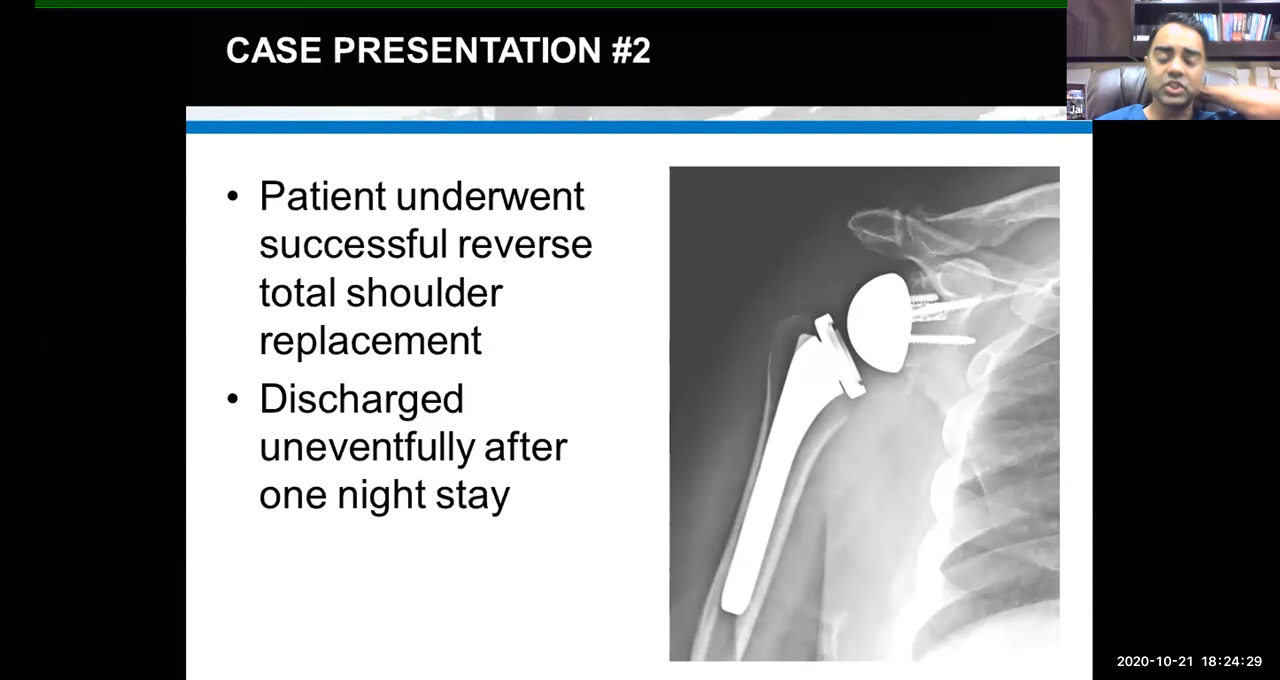 CASE PRESENTATION #2
Jai
• Patient underwent
successful reverse
total shoulder
replacement
• Discharged
uneventfully after
one night stay
2020-10-21 18:24:29